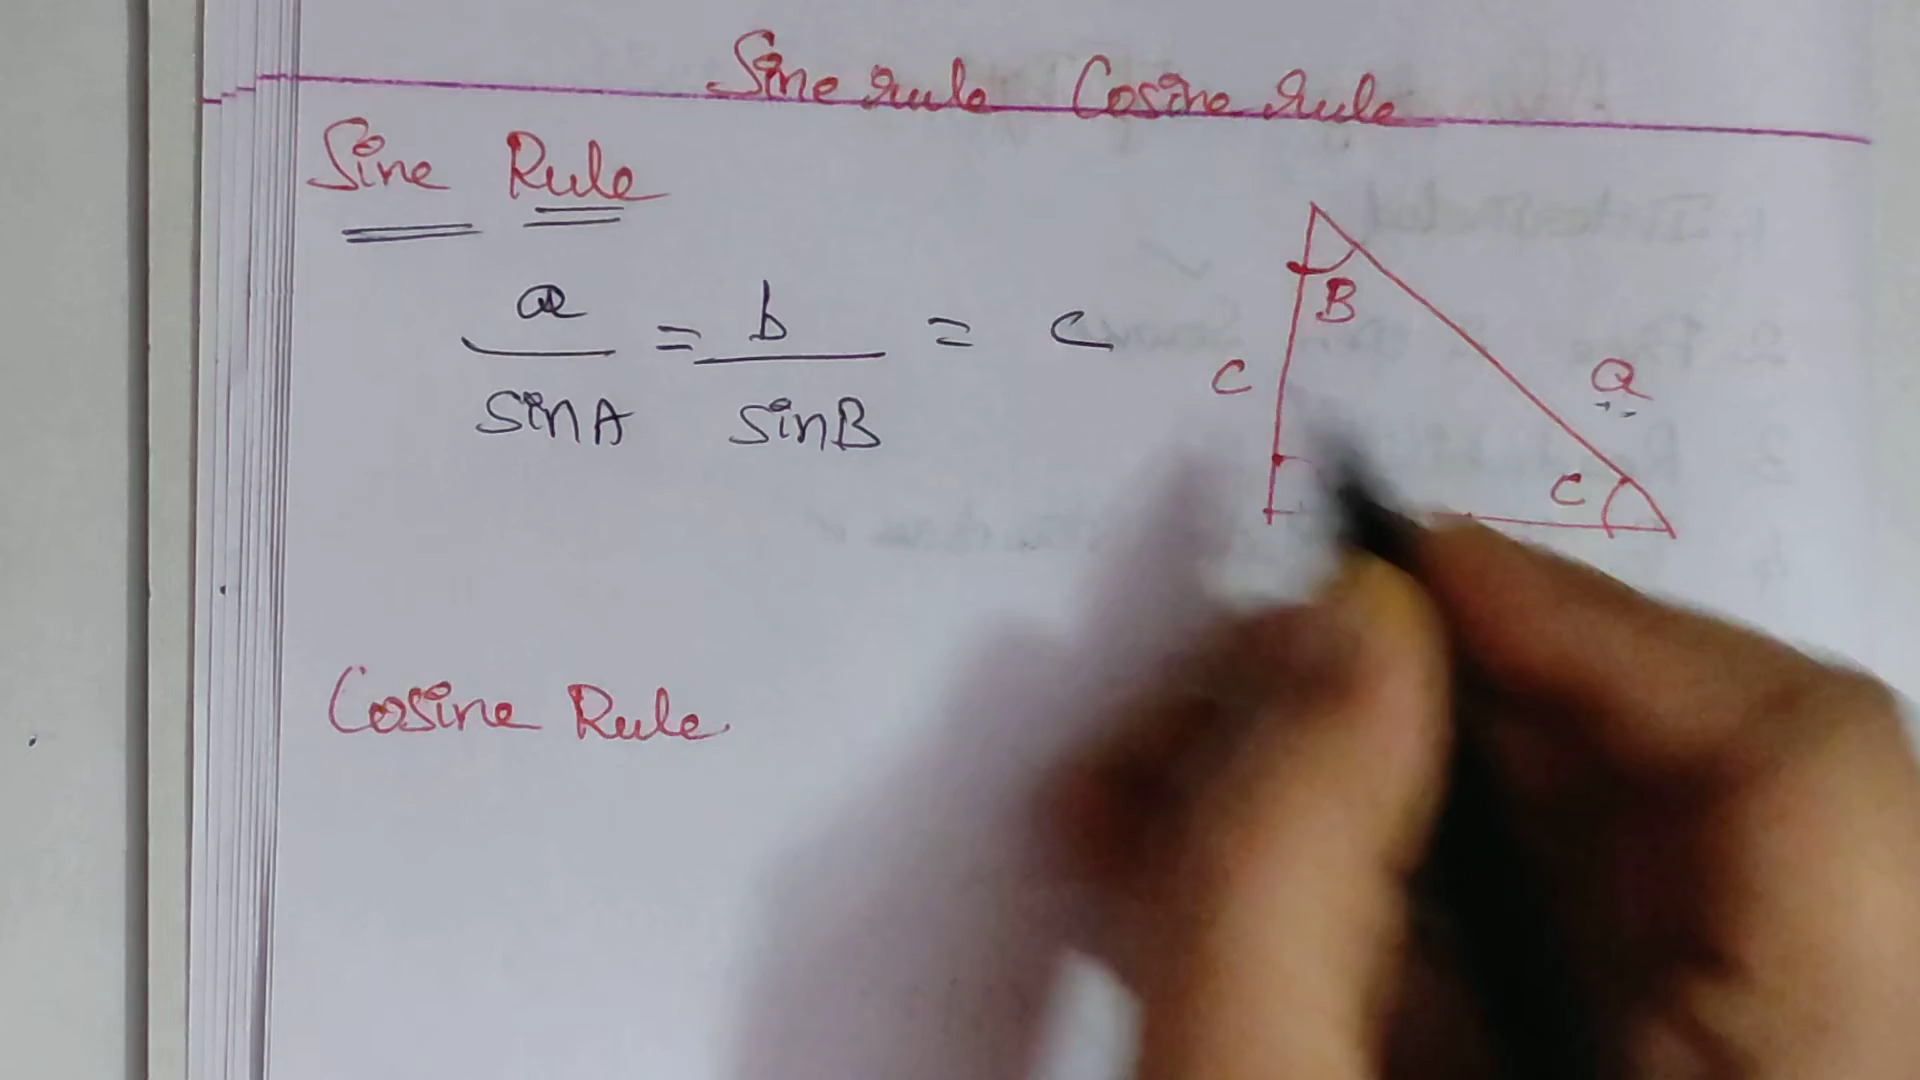 Sine rule Cosine rule
Sine Rule
a/sinA = b/sinB = c
B
c
a
C
Cosine Rule